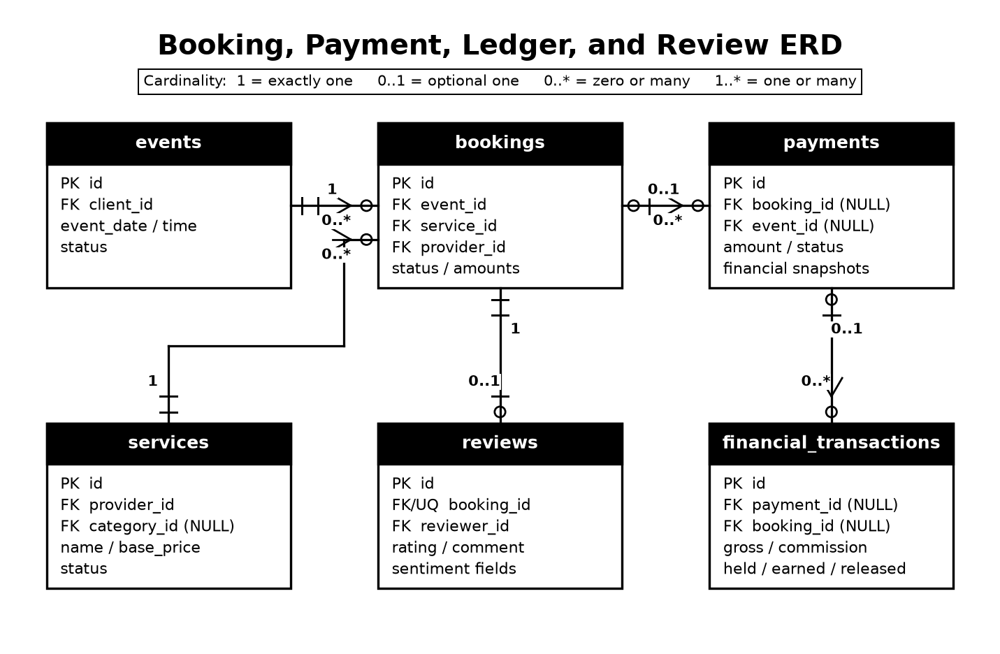 Booking, Payment, Ledger, and Review ERD
Cardinality: 1 = exactly one 0..1 = optional one 0..* = zero or many 1..* = one or many
events
PK id
FK client_id
event_date / time
status
1
0..*
0..*
bookings
PK id
FK event_id
FK service_id
FK provider_id
status / amounts
0..1
0..*
payments
PK id
FK booking_id (NULL)
FK event_id (NULL)
amount / status
financial snapshots
1
0..1
1
0..1
0..*
services
PK id
FK provider_id
FK category_id (NULL)
name / base_price
status
reviews
PK id
FK/UQ booking_id
FK reviewer_id
rating / comment
sentiment fields
financial_transactions
PK id
FK payment_id (NULL)
FK booking_id (NULL)
gross / commission
held / earned / released